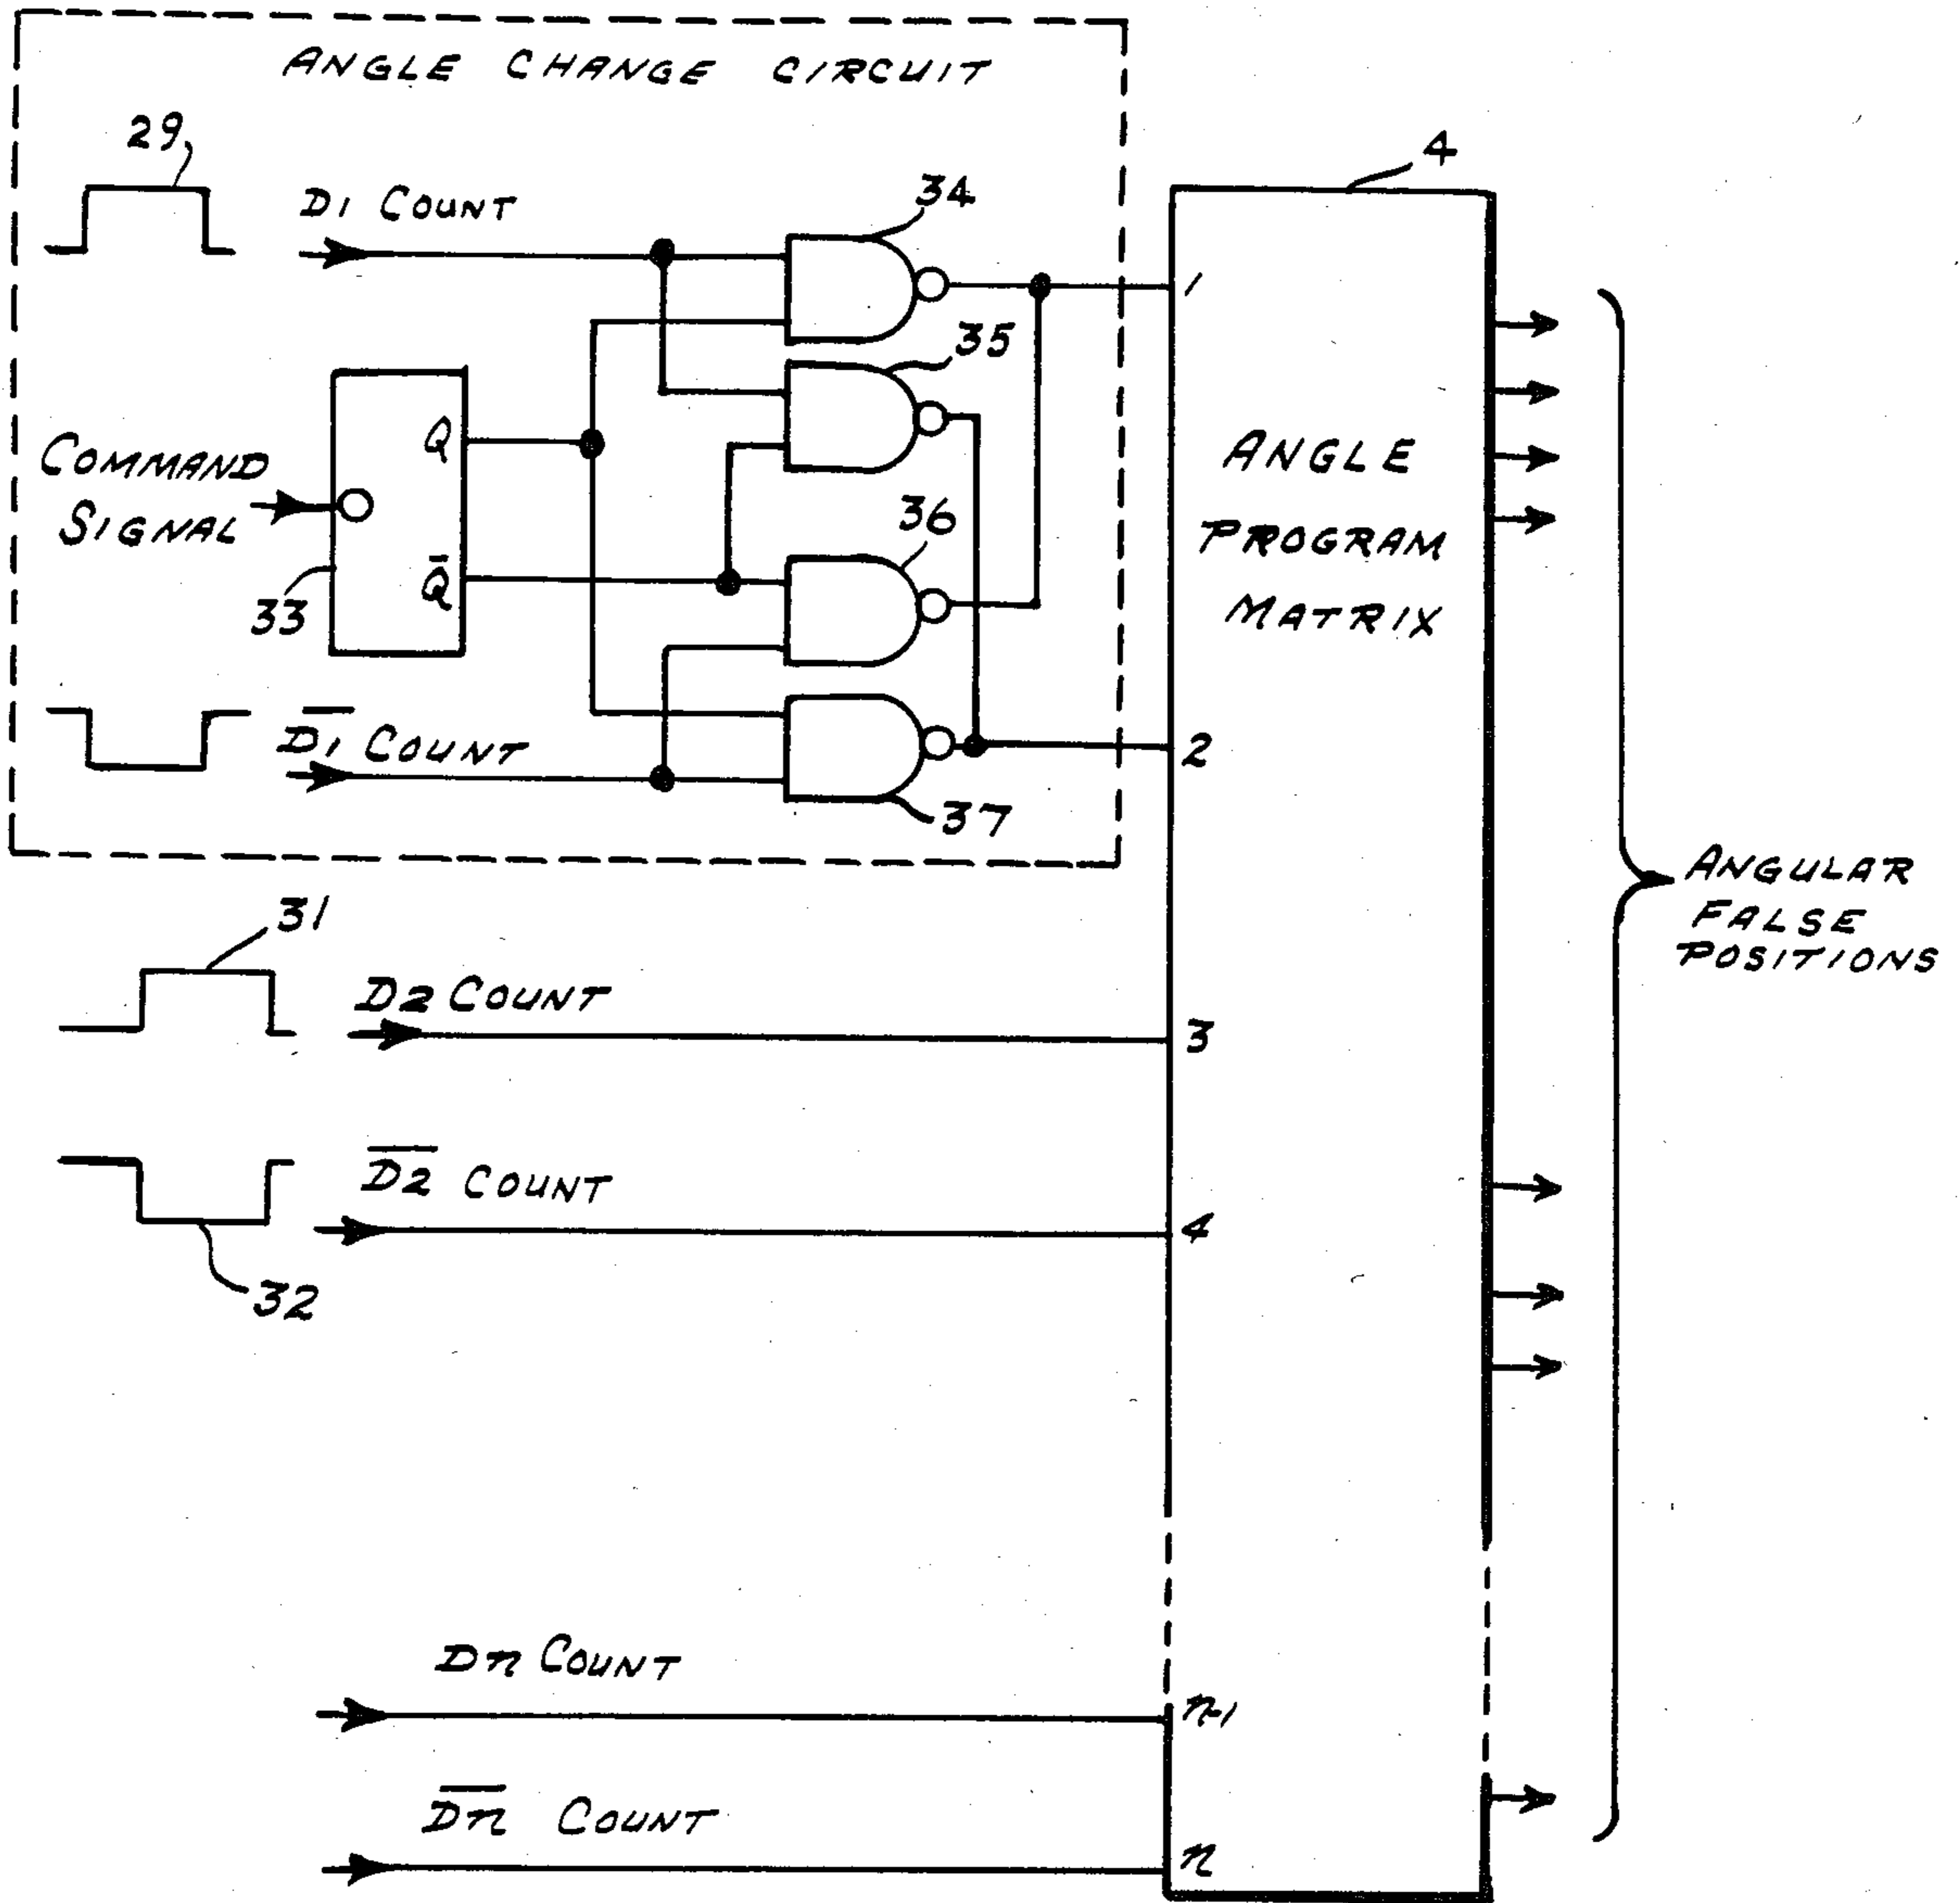 ANGLE CHANGE CIRCUIT
29
4
D1 COUNT
34
1
35
Q
COMMAND
SIGNAL
ANGLE
PROGRAM
MATRIX
36
Q̅
33
D̅1̅ COUNT
2
37
ANGULAR
FALSE
POSITIONS
31
D2 COUNT
3
D̅2̅ COUNT
4
32
Dn COUNT
n-1
D̅n̅ COUNT
n